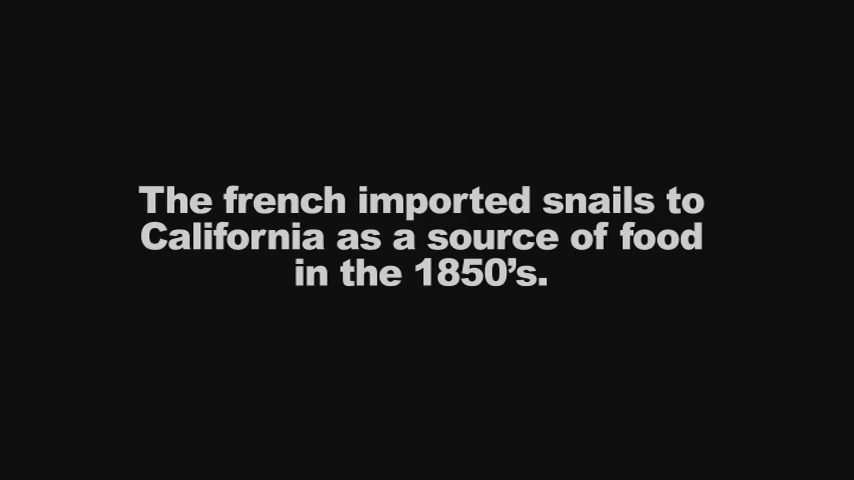 The french imported snails to
California as a source of food
in the 1850’s.